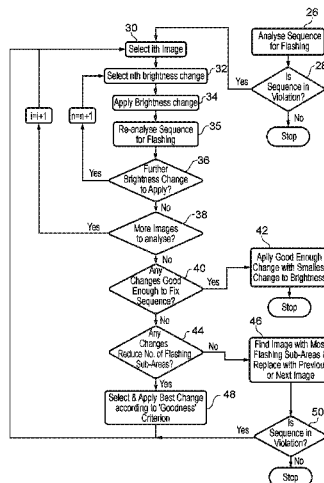 26
Analyse Sequence
for Flashing
28
Is
Sequence in
Violation?
Yes
No
Stop
30
Select ith Image
32
Select nth brightness change
34
Apply Brightness change
35
Re-analyse Sequence
for Flashing
i=i+1
n=n+1
36
Further
Brightness Change
to Apply?
Yes
No
38
More Images
to analyse?
Yes
No
40
Any
Changes Good
Enough to Fix
Sequence?
Yes
No
42
Aplly Good Enough
Change with Smallest
Change to Brightness
Stop
44
Any
Changes
Reduce No. of Flashing
Sub-Areas?
No
Yes
46
Find Image with Most
Flashing Sub-Areas &
Replace with Previous
or Next Image
48
Select & Apply Best Change
according to 'Goodness'
Criterion
50
Is
Sequence in
Violation?
Yes
No
Stop